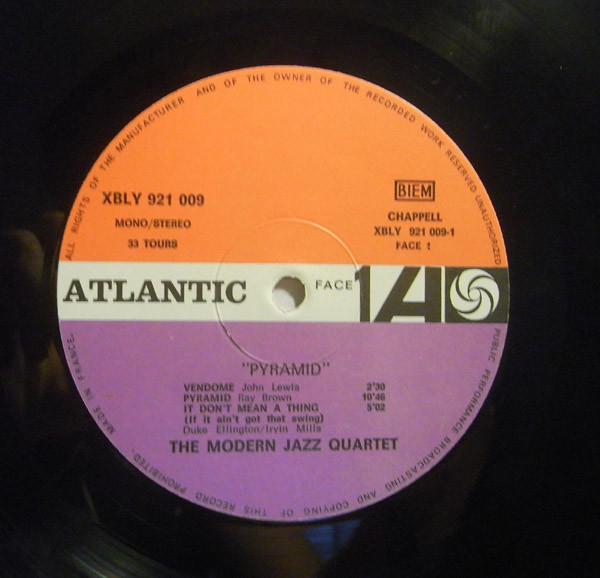 ALL RIGHTS OF THE MANUFACTURER AND OF THE OWNER OF THE RECORDED WORK RESERVED UNAUTHORIZED
PUBLIC PERFORMANCE BROADCASTING AND COPYING OF THIS RECORD PROHIBITED. MADE IN FRANCE.
XBLY 921 009
MONO/STEREO
33 TOURS
BIEM
CHAPPELL
XBLY 921 009-1
FACE 1
ATLANTIC
FACE 1 A
"PYRAMID"
VENDOME John Lewis 2'30
PYRAMID Ray Brown 10'46
IT DON'T MEAN A THING 5'02
(If it ain't got that swing)
Duke Ellington/Irvin Mills
THE MODERN JAZZ QUARTET